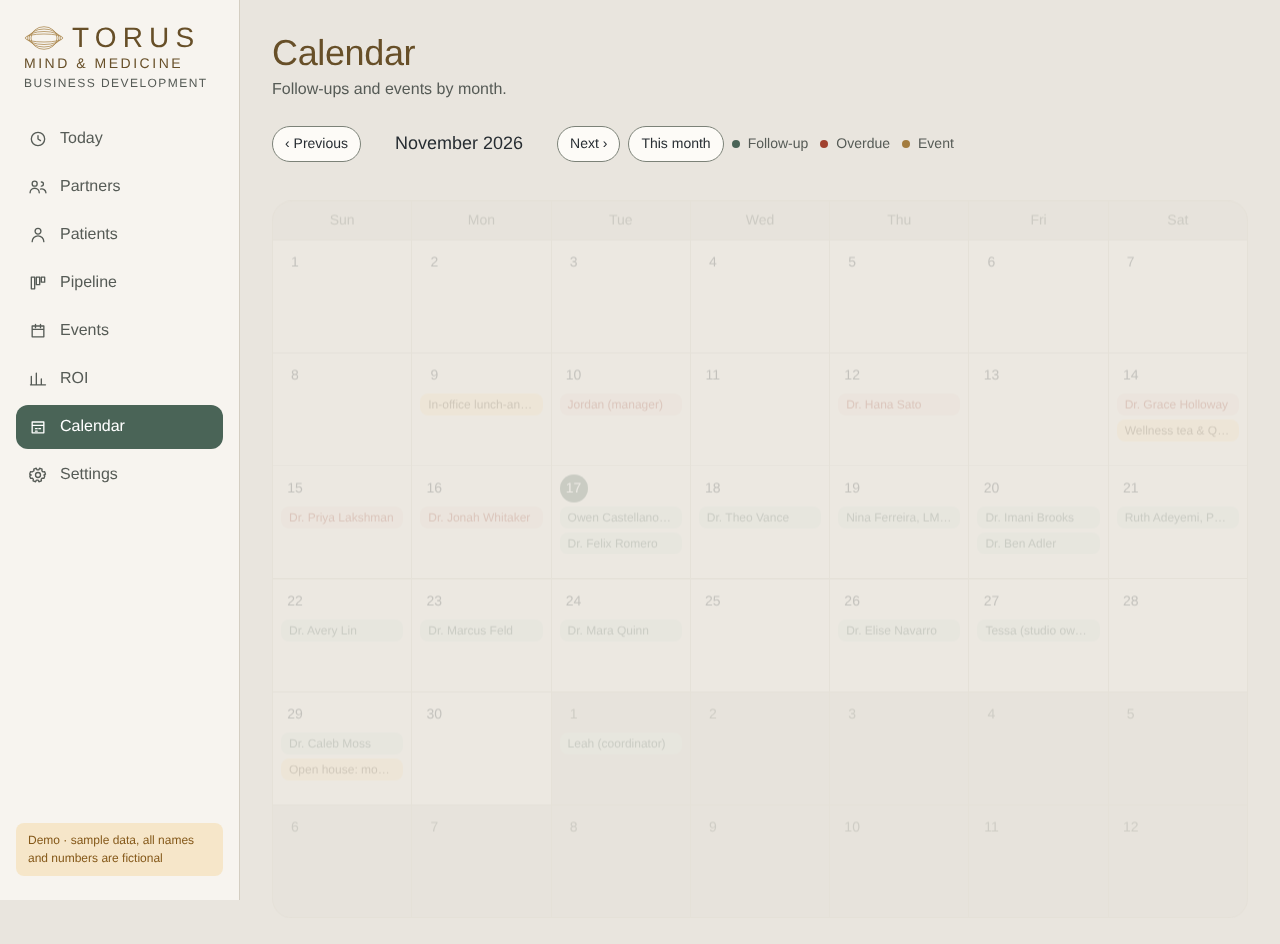 TORUS
MIND & MEDICINE
BUSINESS DEVELOPMENT
Today
Partners
Patients
Pipeline
Events
ROI
Calendar
Settings
Demo · sample data, all names
and numbers are fictional
Calendar
Follow-ups and events by month.
‹ Previous November 2026 Next › This month Follow-up Overdue Event
Sun Mon Tue Wed Thu Fri Sat
1 2 3 4 5 6 7
8 9 10 11 12 13 14
In-office lunch-an… Jordan (manager) Dr. Hana Sato Dr. Grace Holloway
Wellness tea & Q…
15 16 17 18 19 20 21
Dr. Priya Lakshman Dr. Jonah Whitaker Owen Castellano… Dr. Theo Vance Nina Ferreira, LM… Dr. Imani Brooks Ruth Adeyemi, P…
Dr. Felix Romero Dr. Ben Adler
22 23 24 25 26 27 28
Dr. Avery Lin Dr. Marcus Feld Dr. Mara Quinn Dr. Elise Navarro Tessa (studio ow…
29 30 1 2 3 4 5
Dr. Caleb Moss Leah (coordinator)
Open house: mo…
6 7 8 9 10 11 12